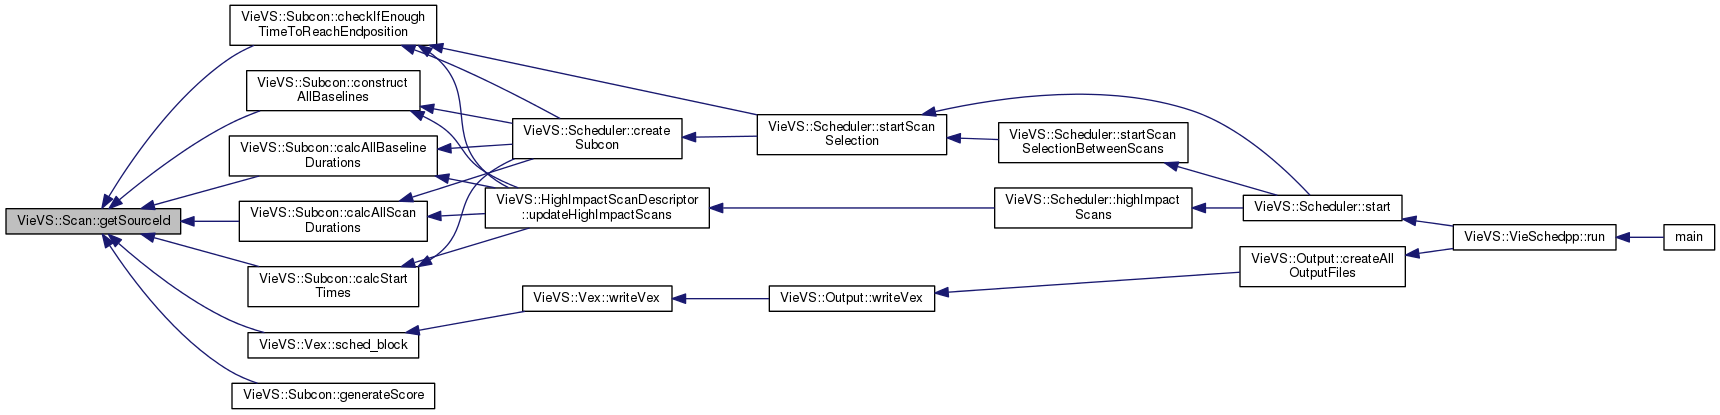 VieVS::Scan::getSourceId
VieVS::Subcon::checkIfEnough
TimeToReachEndposition
VieVS::Subcon::construct
AllBaselines
VieVS::Subcon::calcAllBaseline
Durations
VieVS::Subcon::calcAllScan
Durations
VieVS::Subcon::calcStart
Times
VieVS::Vex::sched_block
VieVS::Subcon::generateScore
VieVS::Scheduler::create
Subcon
VieVS::HighImpactScanDescriptor
::updateHighImpactScans
VieVS::Vex::writeVex
VieVS::Scheduler::startScan
Selection
VieVS::Output::writeVex
VieVS::Scheduler::startScan
SelectionBetweenScans
VieVS::Scheduler::highImpact
Scans
VieVS::Scheduler::start
VieVS::Output::createAll
OutputFiles
VieVS::VieSchedpp::run
main